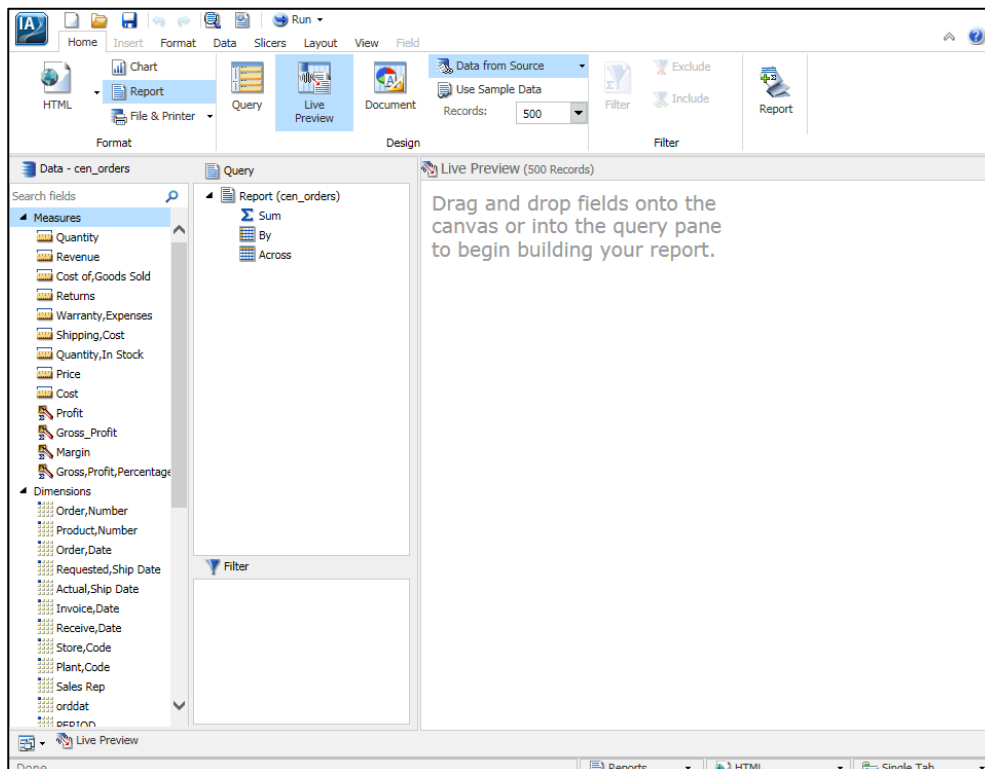 IA
Run
Home Insert Format Data Slicers Layout View Field
HTML
Chart
Report
File & Printer
Format
Query
Live Preview
Document
Data from Source
Use Sample Data
Records: 500
Design
Filter
Exclude
Include
Filter
Report
Data - cen_orders
Search fields
Measures
Quantity
Revenue
Cost of,Goods Sold
Returns
Warranty,Expenses
Shipping,Cost
Quantity,In Stock
Price
Cost
Profit
Gross_Profit
Margin
Gross,Profit,Percentage
Dimensions
Order,Number
Product,Number
Order,Date
Requested,Ship Date
Actual,Ship Date
Invoice,Date
Receive,Date
Store,Code
Plant,Code
Sales Rep
orddat
PERIOD
Query
Report (cen_orders)
Sum
By
Across
Filter
Live Preview (500 Records)
Drag and drop fields onto the
canvas or into the query pane
to begin building your report.
Live Preview
Done
Reports HTML Single Tab